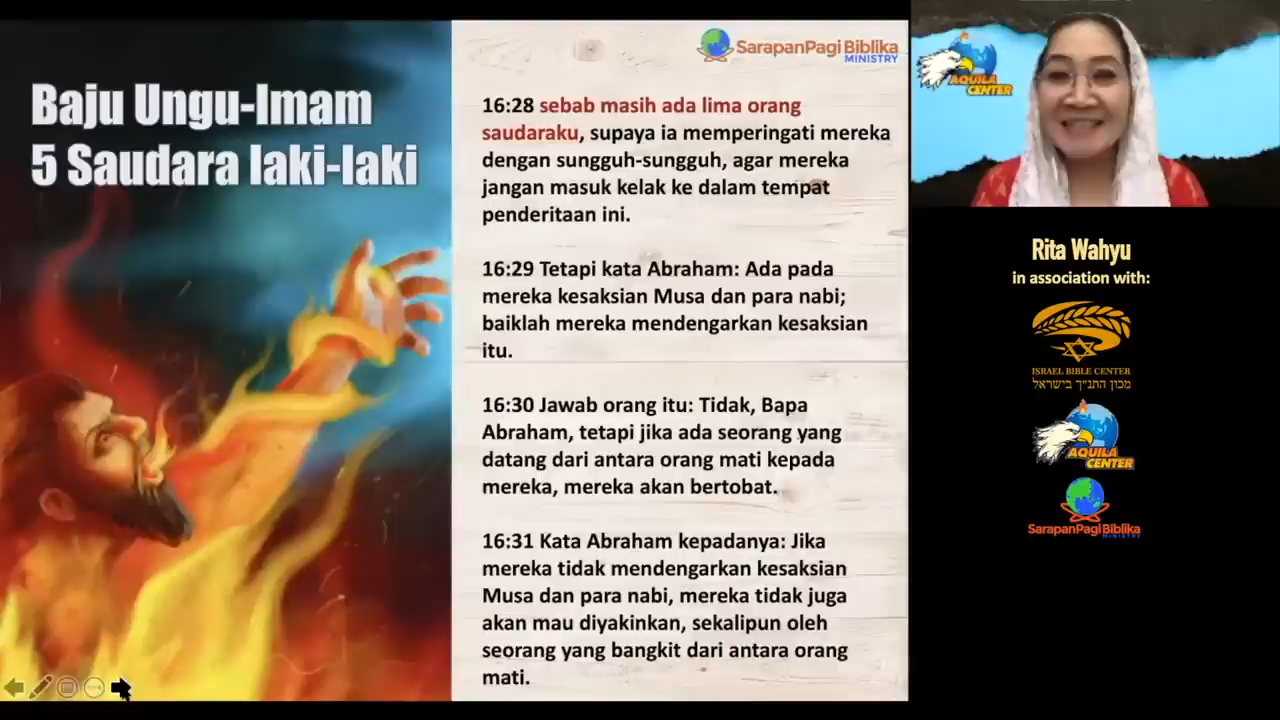 Baju Ungu-Imam
5 Saudara laki-laki
SarapanPagi Biblika
MINISTRY
16:28 sebab masih ada lima orang
saudaraku, supaya ia memperingati mereka
dengan sungguh-sungguh, agar mereka
jangan masuk kelak ke dalam tempat
penderitaan ini.
16:29 Tetapi kata Abraham: Ada pada
mereka kesaksian Musa dan para nabi;
baiklah mereka mendengarkan kesaksian
itu.
16:30 Jawab orang itu: Tidak, Bapa
Abraham, tetapi jika ada seorang yang
datang dari antara orang mati kepada
mereka, mereka akan bertobat.
16:31 Kata Abraham kepadanya: Jika
mereka tidak mendengarkan kesaksian
Musa dan para nabi, mereka tidak juga
akan mau diyakinkan, sekalipun oleh
seorang yang bangkit dari antara orang
mati.
AQUILA
CENTER
Rita Wahyu
in association with:
ISRAEL BIBLE CENTER
מכון התנ״ך בישראל
AQUILA
CENTER
SarapanPagi Biblika
MINISTRY